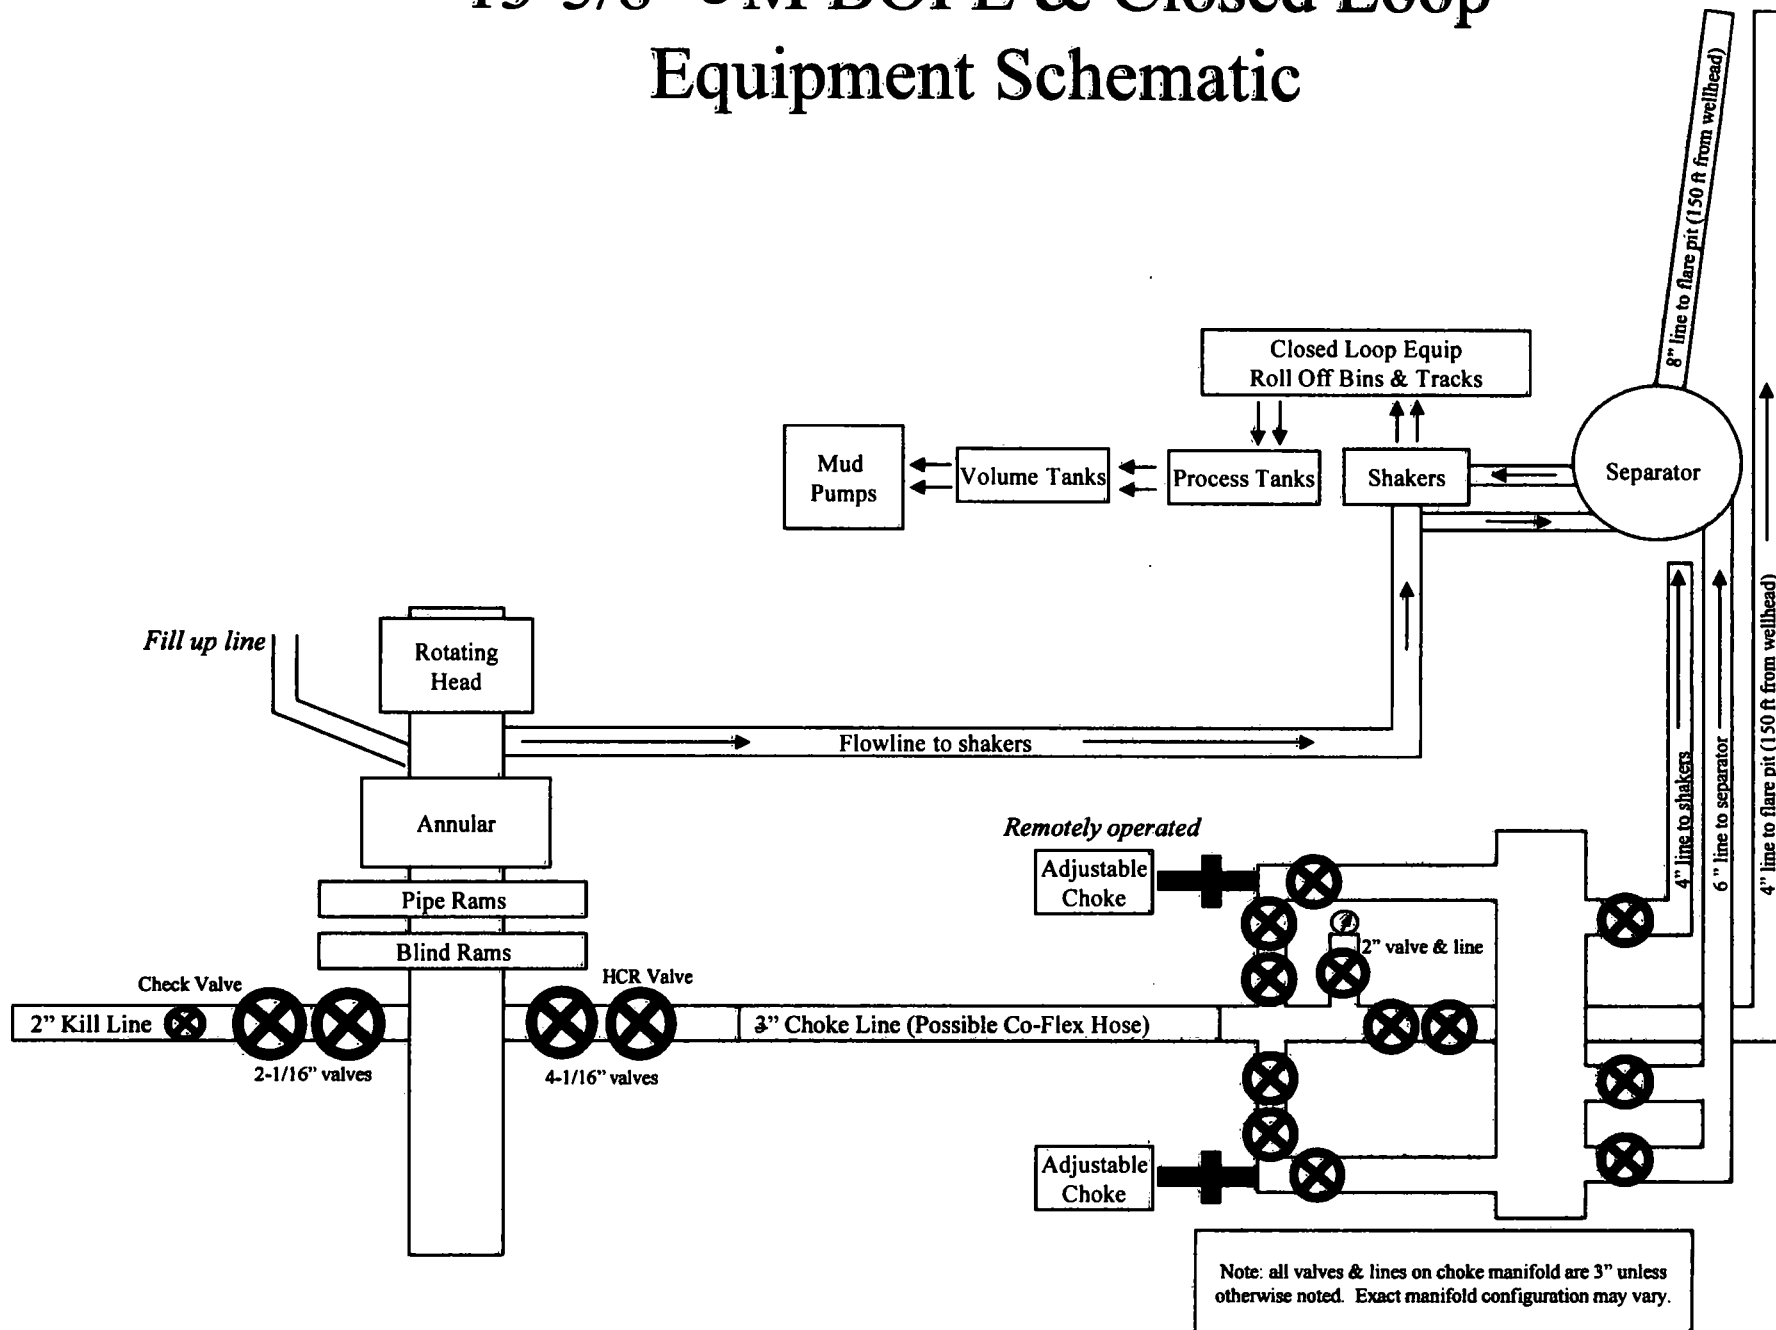 & Closed Loop
Equipment Schematic
8” line to flare pit (150 ft from wellhead)
Closed Loop Equip
Roll Off Bins & Tracks
Mud
Pumps
Volume Tanks
Process Tanks
Shakers
Separator
Fill up line
Rotating
Head
Flowline to shakers
Annular
Pipe Rams
Blind Rams
Check Valve
HCR Valve
2” Kill Line
3” Choke Line (Possible Co-Flex Hose)
2-1/16” valves
4-1/16” valves
Remotely operated
Adjustable
Choke
2” valve & line
Adjustable
Choke
4” line to shakers
6” line to separator
4” line to flare pit (150 ft from wellhead)
Note: all valves & lines on choke manifold are 3” unless
otherwise noted. Exact manifold configuration may vary.